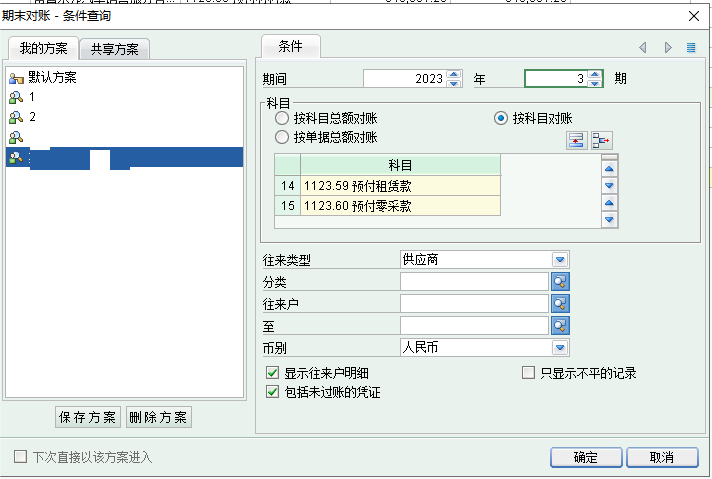 期末对账 - 条件查询
我的方案 共享方案
默认方案
1
2
条件
期间 2023 年 3 期
科目
按科目总额对账 按科目对账
按单据总额对账
科目
14 1123.59 预付租赁款
15 1123.60 预付零采款
往来类型 供应商
分类
往来户
至
币别 人民币
显示往来户明细 只显示不平的记录
包括未过账的凭证
保存方案 删除方案
下次直接以该方案进入 确定 取消